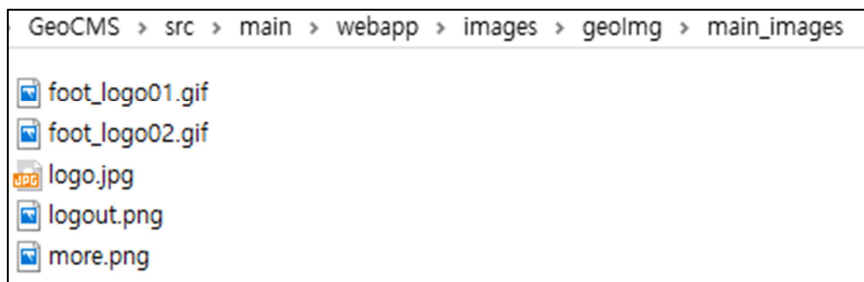 GeoCMS > src > main > webapp > images > geoImg > main_images
foot_logo01.gif
foot_logo02.gif
logo.jpg
logout.png
more.png